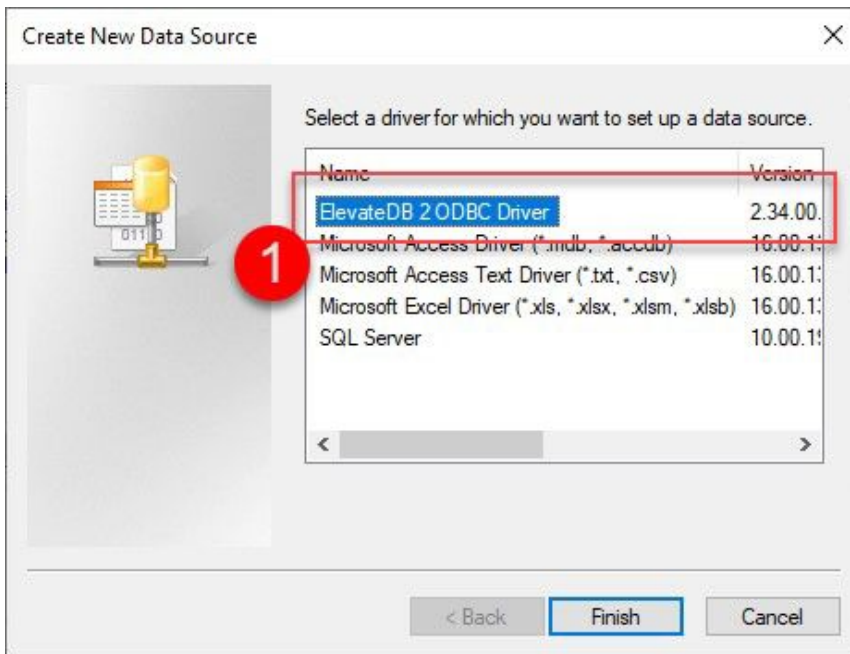 Create New Data Source
Select a driver for which you want to set up a data source.
Name Version
ElevateDB 2 ODBC Driver 2.34.00.
Microsoft Access Driver (*.mdb, *.accdb) 16.00.1
Microsoft Access Text Driver (*.txt, *.csv) 16.00.1
Microsoft Excel Driver (*.xls, *.xlsx, *.xlsm, *.xlsb) 16.00.1
SQL Server 10.00.1
1
< Back Finish Cancel